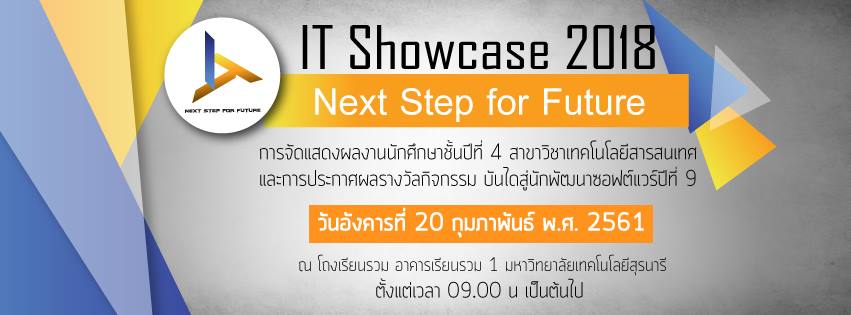 IT Showcase 2018
NEXT STEP FOR FUTURE
Next Step for Future
การจัดแสดงผลงานนักศึกษาชั้นปีที่ 4 สาขาวิชาเทคโนโลยีสารสนเทศ
และการประกาศผลรางวัลกิจกรรม บันไดสู่นักพัฒนาซอฟต์แวร์ปีที่ 9
วันอังคารที่ 20 กุมภาพันธ์ พ.ศ. 2561
ณ โถงเรียนรวม อาคารเรียนรวม 1 มหาวิทยาลัยเทคโนโลยีสุรนารี
ตั้งแต่เวลา 09.00 น เป็นต้นไป